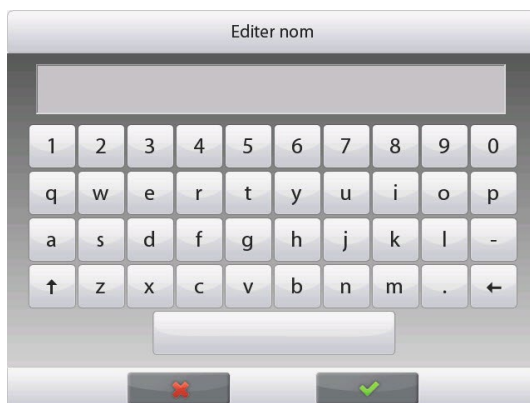 Editer nom
1 2 3 4 5 6 7 8 9 0
q w e r t y u i o p
a s d f g h j k l -
z x c v b n m .